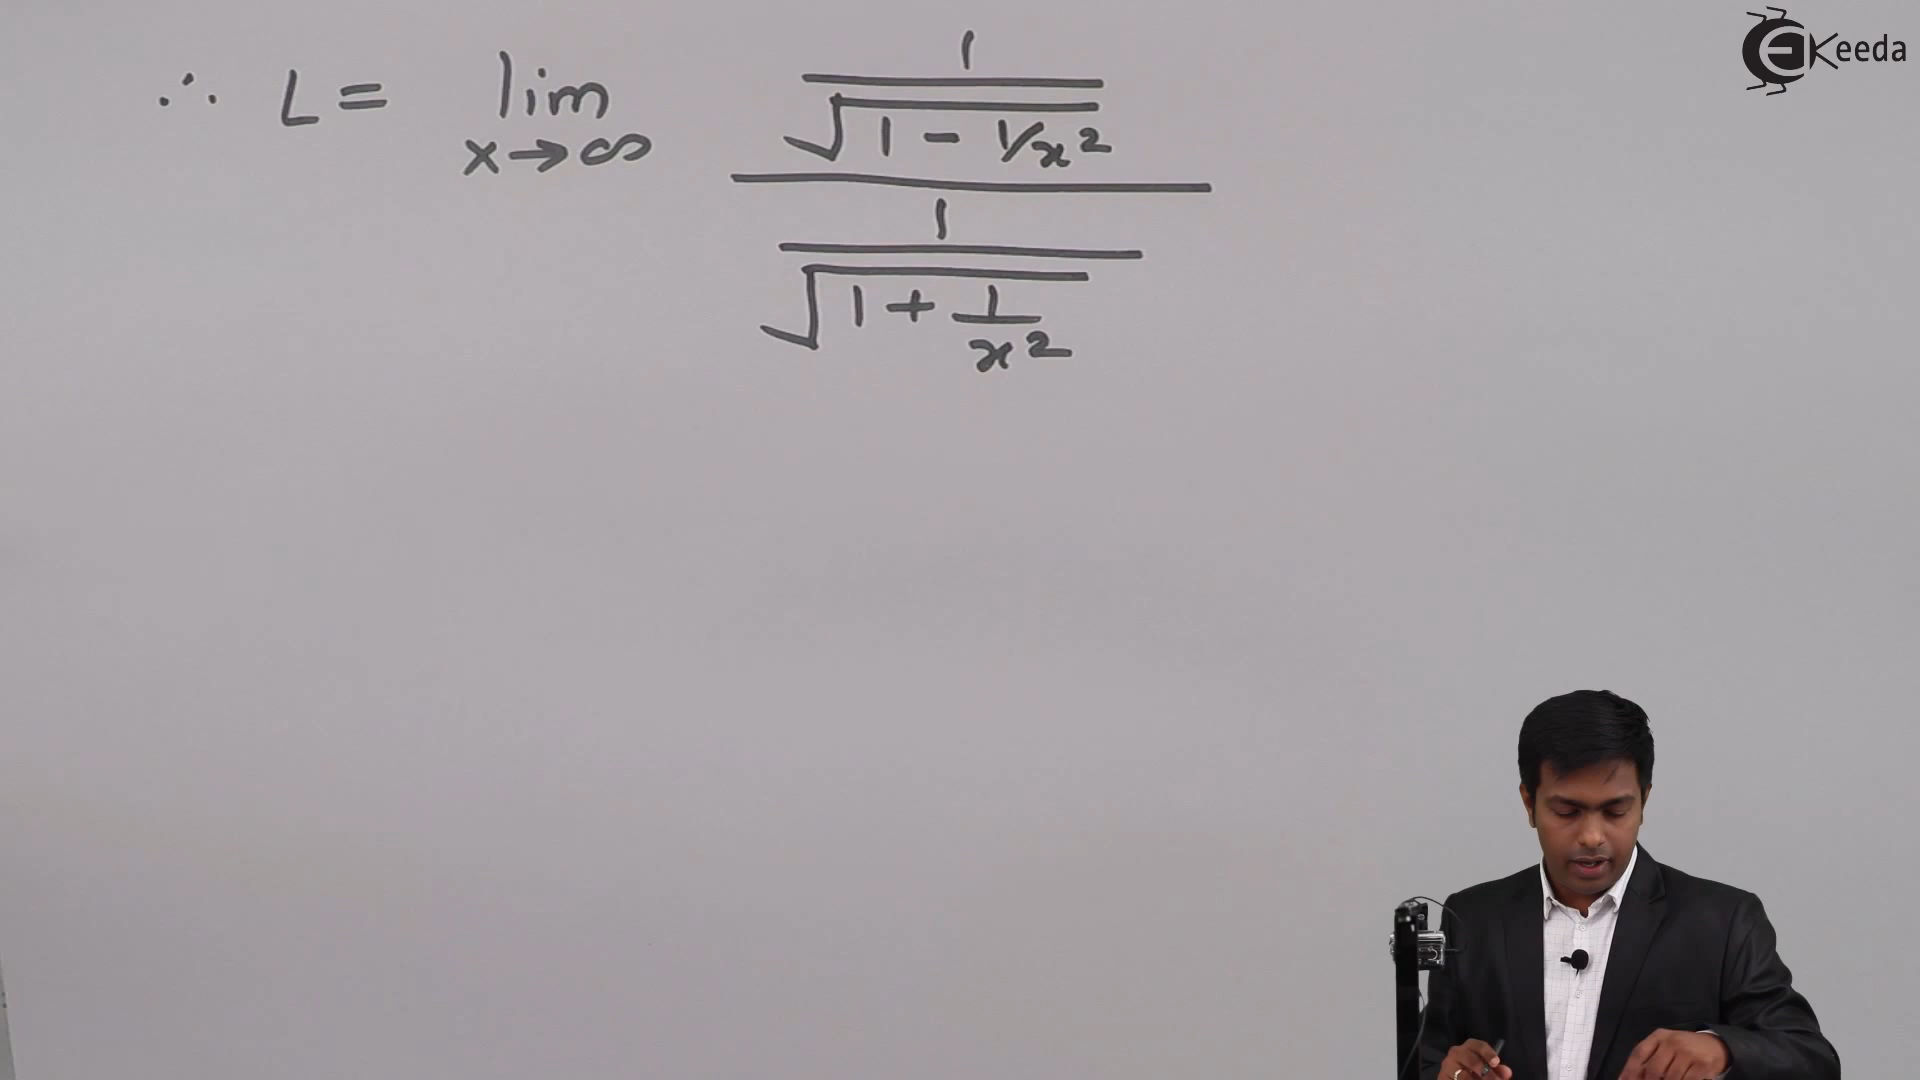 EKeeda
∴ L = lim x→∞
1
√1 - 1/x²
1
√1 + 1/x²